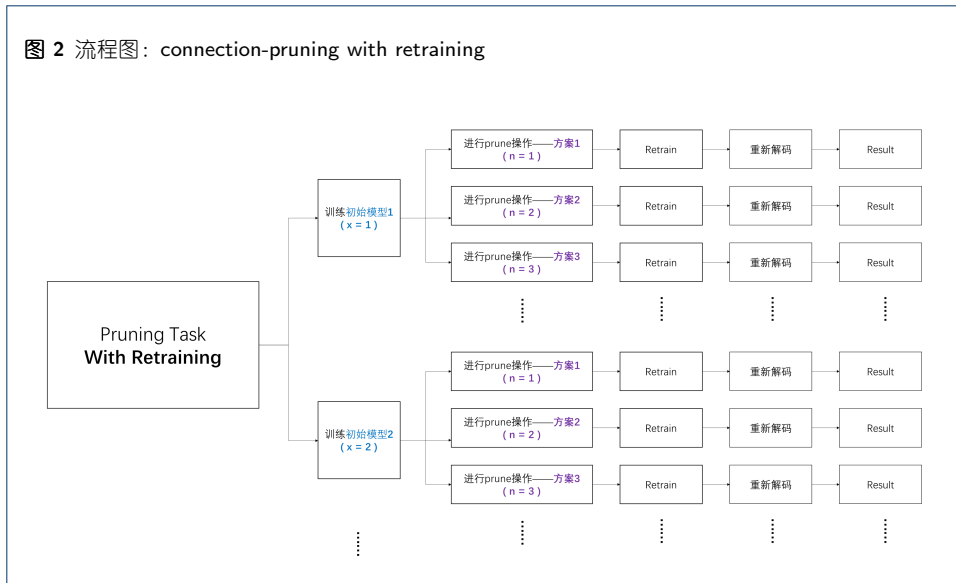 图 2 流程图：connection-pruning with retraining
进行prune操作——方案1
( n = 1 )
Retrain
重新解码
Result
训练初始模型1
( x = 1 )
进行prune操作——方案2
( n = 2 )
Retrain
重新解码
Result
进行prune操作——方案3
( n = 3 )
Retrain
重新解码
Result
Pruning Task
With Retraining
进行prune操作——方案1
( n = 1 )
Retrain
重新解码
Result
训练初始模型2
( x = 2 )
进行prune操作——方案2
( n = 2 )
Retrain
重新解码
Result
进行prune操作——方案3
( n = 3 )
Retrain
重新解码
Result